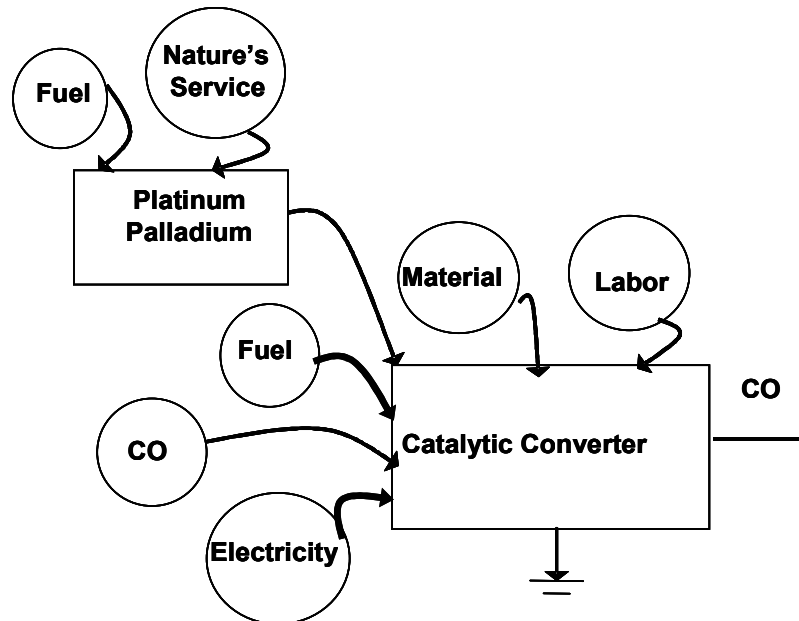 Nature's
Service
Fuel
Platinum
Palladium
Material
Labor
Fuel
CO
CO
Catalytic Converter
Electricity